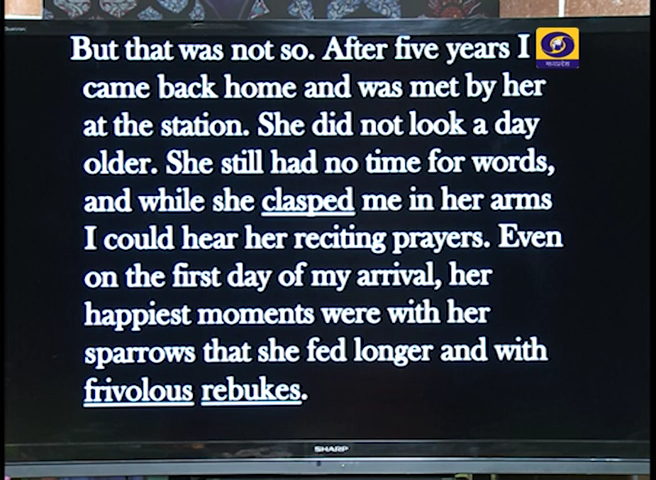 But that was not so. After five years I
came back home and was met by her
at the station. She did not look a day
older. She still had no time for words,
and while she clasped me in her arms
I could hear her reciting prayers. Even
on the first day of my arrival, her
happiest moments were with her
sparrows that she fed longer and with
frivolous rebukes.
मध्यप्रदेश
SHARP